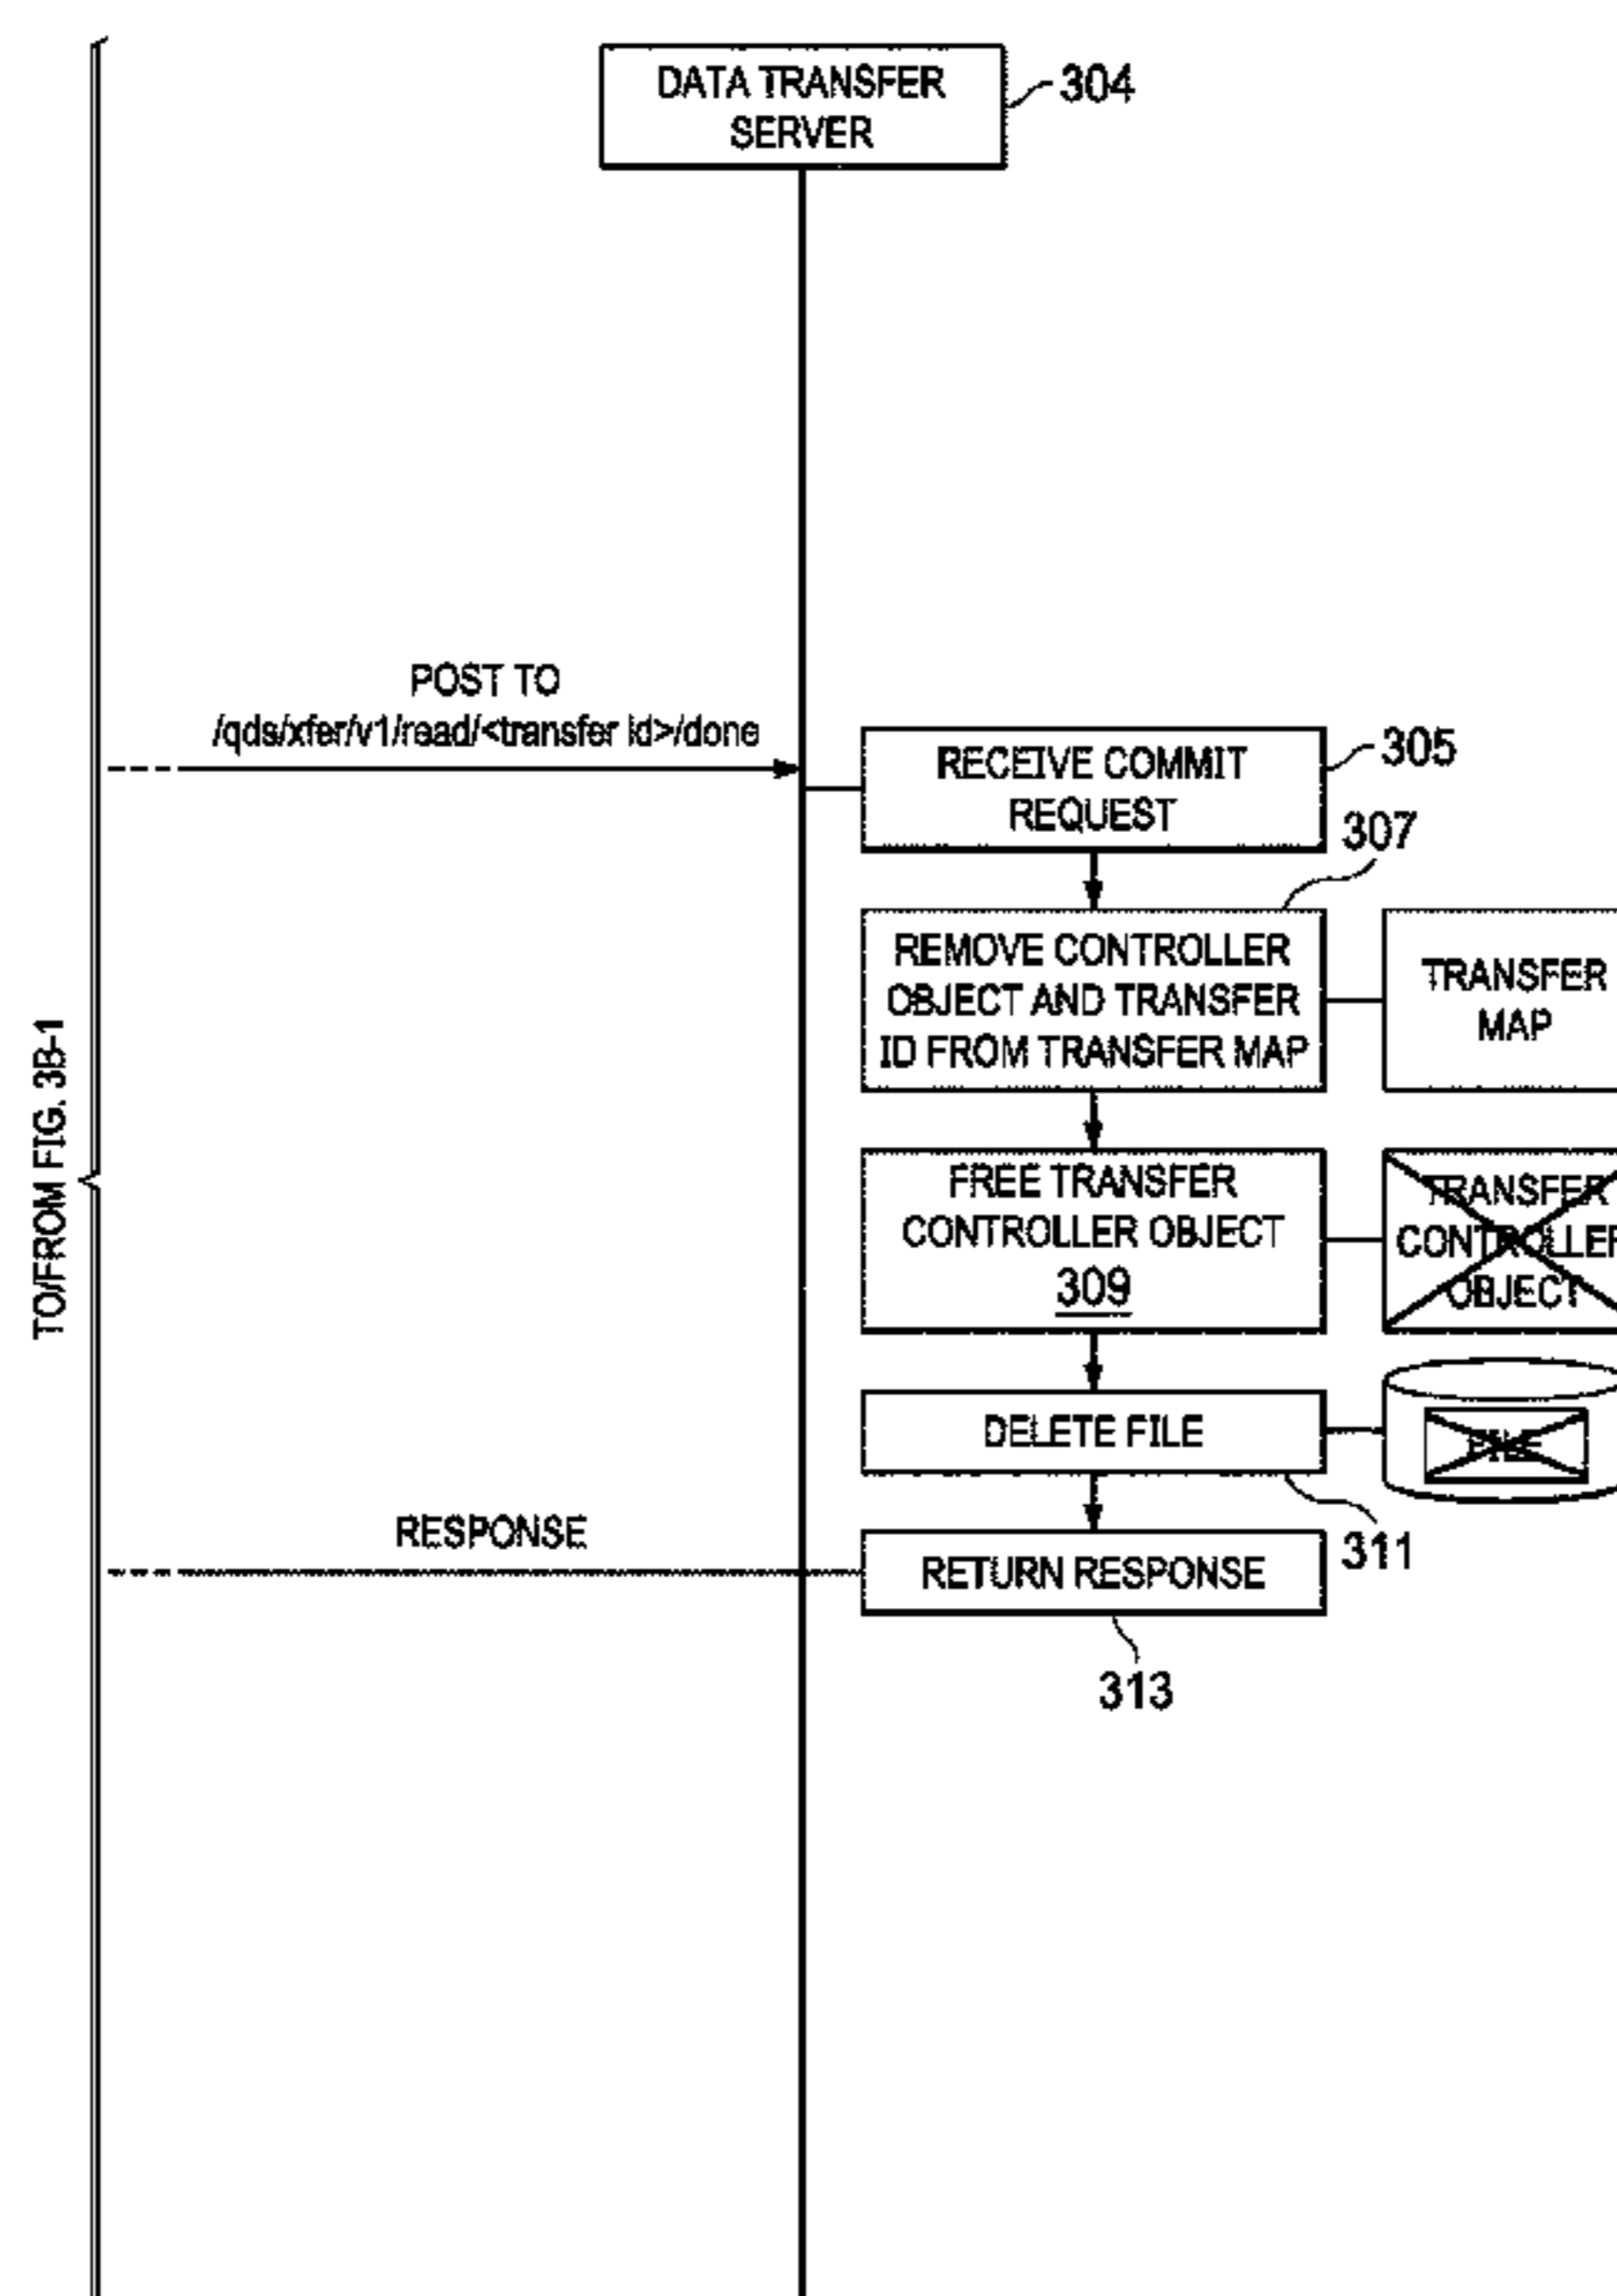 DATA TRANSFER
SERVER
304
POST TO
/qds/xfer/v1/read/<transfer id>/done
RECEIVE COMMIT
REQUEST
305
307
REMOVE CONTROLLER
OBJECT AND TRANSFER
ID FROM TRANSFER MAP
TRANSFER
MAP
TO/FROM FIG. 3B-1
FREE TRANSFER
CONTROLLER OBJECT
309
TRANSFER
CONTROLLER
OBJECT
DELETE FILE
FILE
311
RESPONSE
RETURN RESPONSE
313